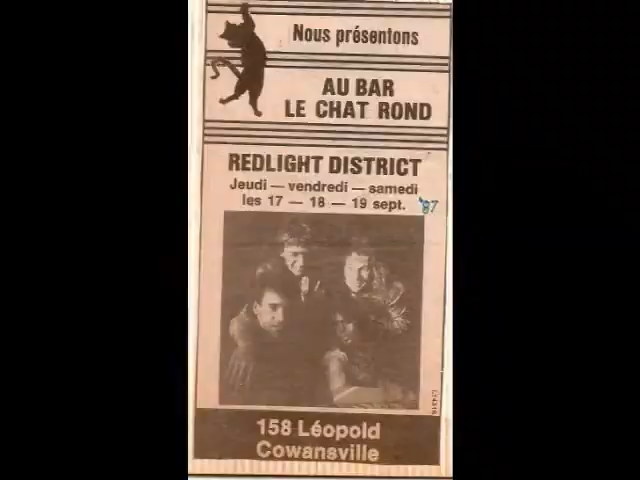 Nous présentons
AU BAR
LE CHAT ROND
REDLIGHT DISTRICT
Jeudi — vendredi — samedi
les 17 — 18 — 19 sept. '87
158 Léopold
Cowansville